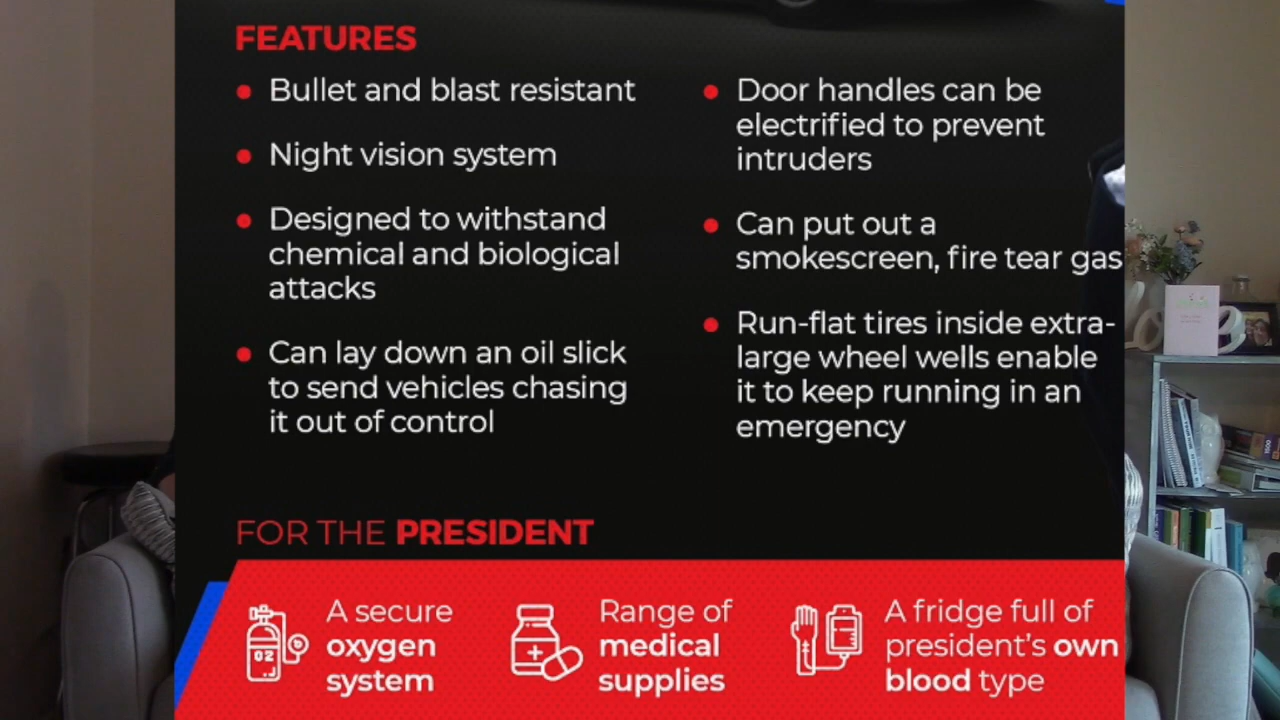 FEATURES
Bullet and blast resistant
Night vision system
Designed to withstand
chemical and biological
attacks
Can lay down an oil slick
to send vehicles chasing
it out of control
Door handles can be
electrified to prevent
intruders
Can put out a
smokescreen, fire tear gas
Run-flat tires inside extra-
large wheel wells enable
it to keep running in an
emergency
FOR THE PRESIDENT
O2
A secure
oxygen
system
Range of
medical
supplies
A fridge full of
president's own
blood type